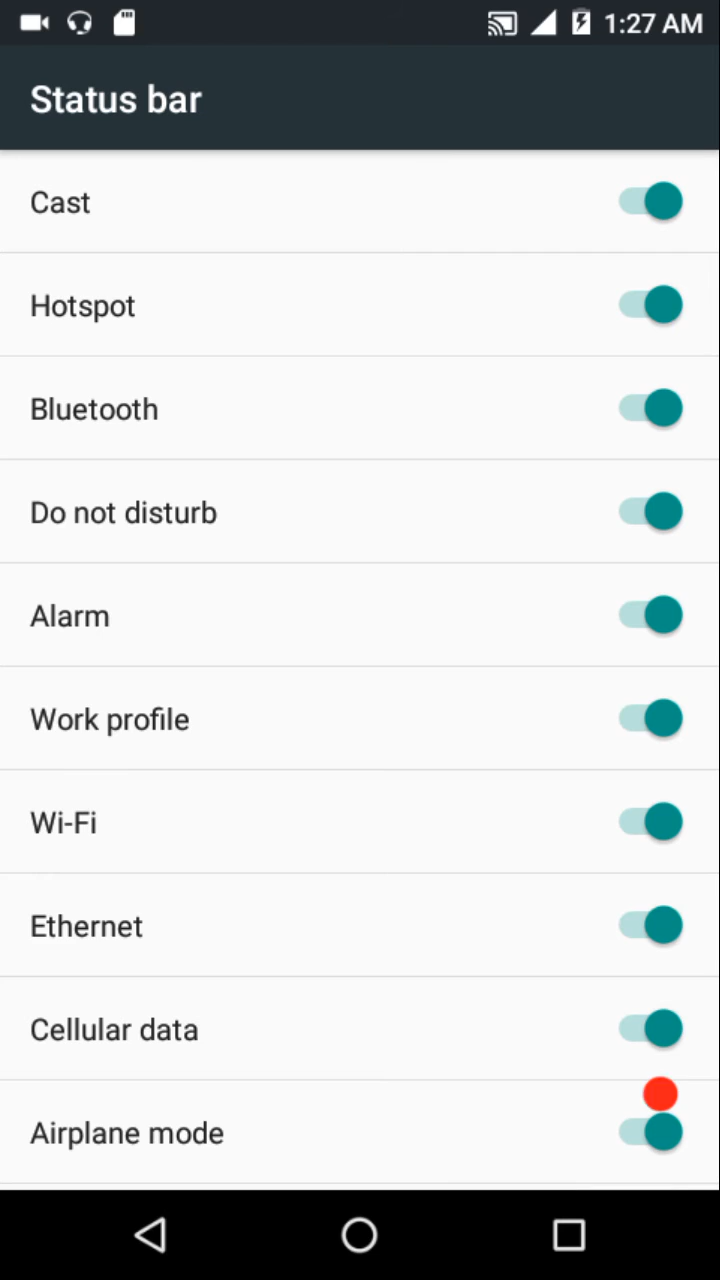 1:27 AM
Status bar
Cast
Hotspot
Bluetooth
Do not disturb
Alarm
Work profile
Wi-Fi
Ethernet
Cellular data
Airplane mode